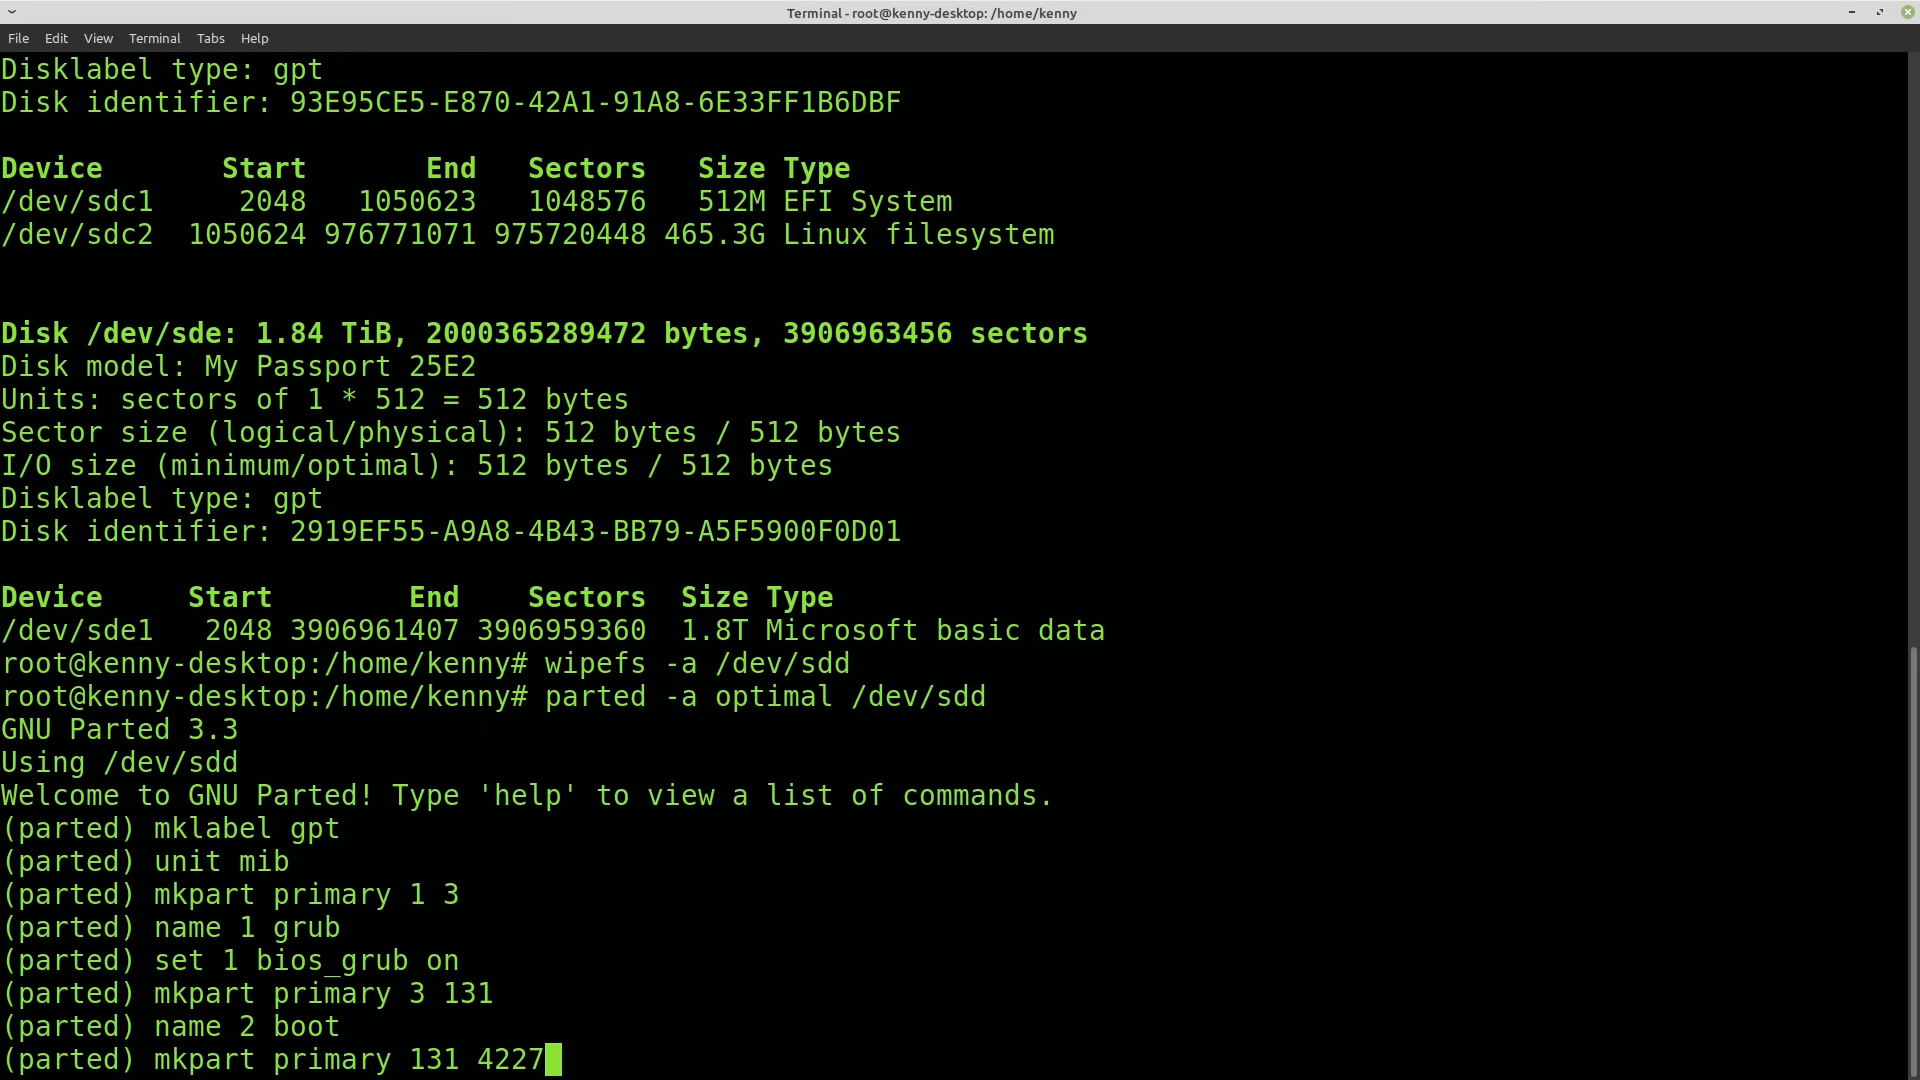 Terminal - root@kenny-desktop: /home/kenny
File Edit View Terminal Tabs Help
Disklabel type: gpt
Disk identifier: 93E95CE5-E870-42A1-91A8-6E33FF1B6DBF
Device Start End Sectors Size Type
/dev/sdc1 2048 1050623 1048576 512M EFI System
/dev/sdc2 1050624 976771071 975720448 465.3G Linux filesystem
Disk /dev/sde: 1.84 TiB, 2000365289472 bytes, 3906963456 sectors
Disk model: My Passport 25E2
Units: sectors of 1 * 512 = 512 bytes
Sector size (logical/physical): 512 bytes / 512 bytes
I/O size (minimum/optimal): 512 bytes / 512 bytes
Disklabel type: gpt
Disk identifier: 2919EF55-A9A8-4B43-BB79-A5F5900F0D01
Device Start End Sectors Size Type
/dev/sde1 2048 3906961407 3906959360 1.8T Microsoft basic data
root@kenny-desktop:/home/kenny# wipefs -a /dev/sdd
root@kenny-desktop:/home/kenny# parted -a optimal /dev/sdd
GNU Parted 3.3
Using /dev/sdd
Welcome to GNU Parted! Type 'help' to view a list of commands.
(parted) mklabel gpt
(parted) unit mib
(parted) mkpart primary 1 3
(parted) name 1 grub
(parted) set 1 bios_grub on
(parted) mkpart primary 3 131
(parted) name 2 boot
(parted) mkpart primary 131 4227